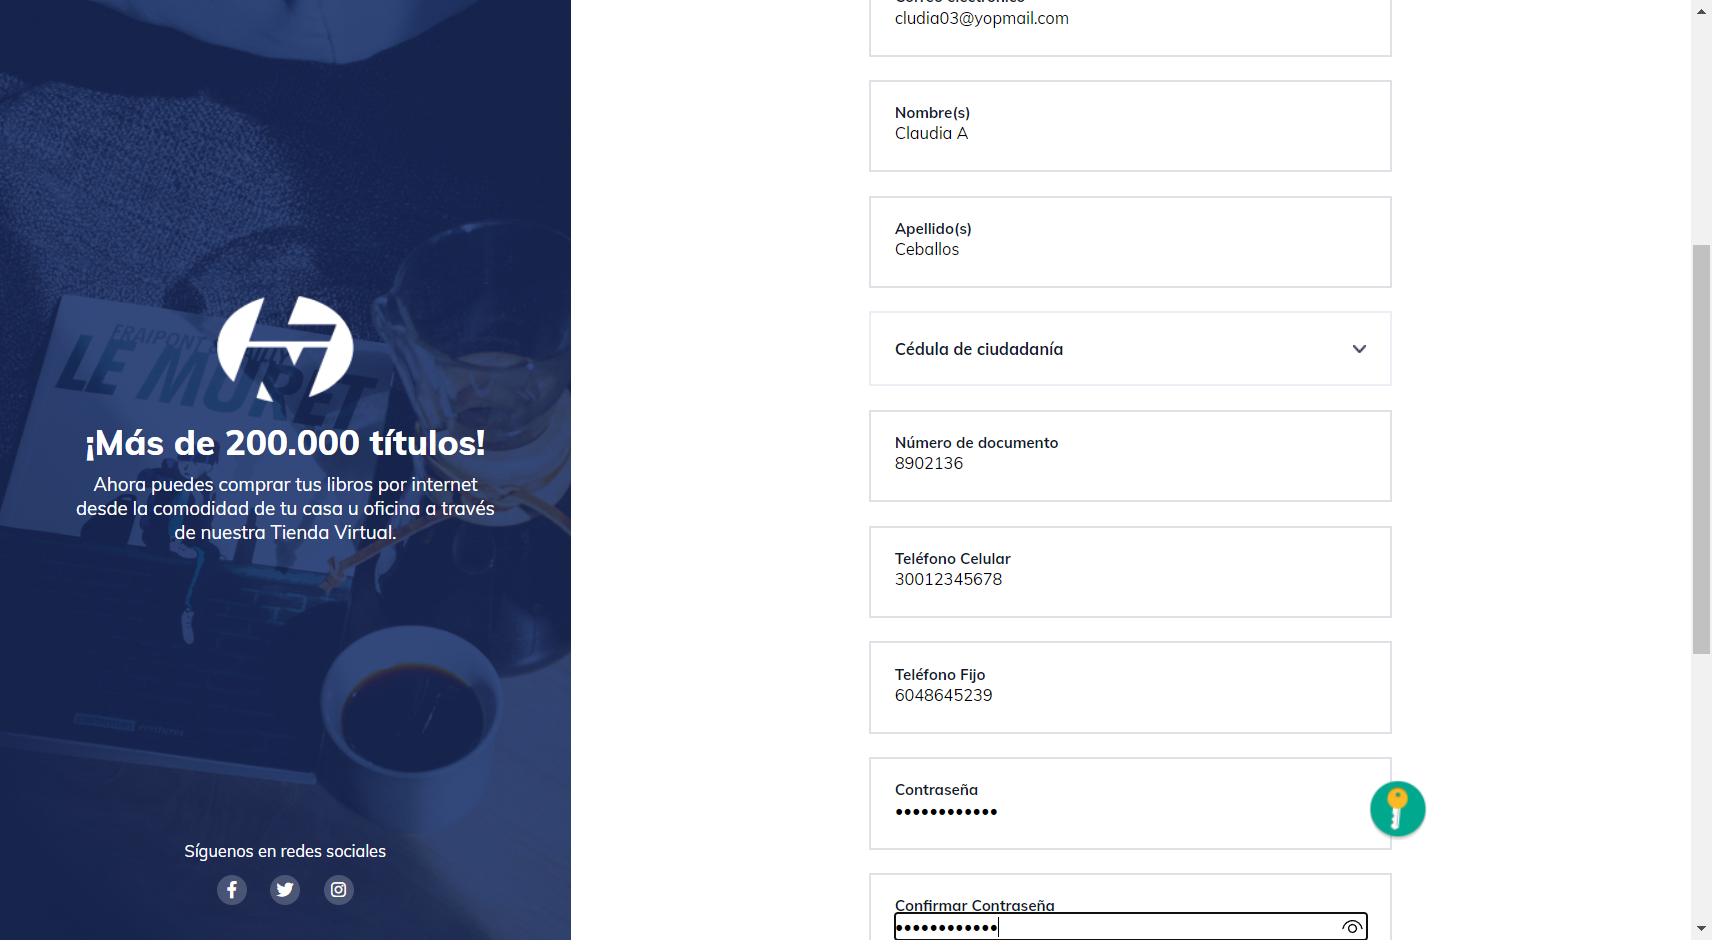 FRAIPONT
LE MURET
¡Más de 200.000 títulos!
Ahora puedes comprar tus libros por internet
desde la comodidad de tu casa u oficina a través
de nuestra Tienda Virtual.
Síguenos en redes sociales
cludia03@yopmail.com
Nombre(s)
Claudia A
Apellido(s)
Ceballos
Cédula de ciudadanía
Número de documento
8902136
Teléfono Celular
30012345678
Teléfono Fijo
6048645239
Contraseña
••••••••••••
Confirmar Contraseña
••••••••••••